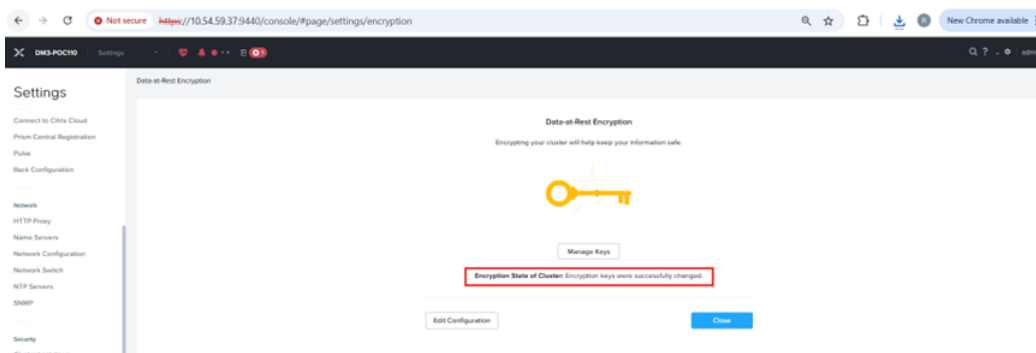 Not secure https://10.54.59.37:9440/console/#page/settings/encryption
New Chrome available
DM3-POC110 Settings
Settings
Data-at-Rest Encryption
Connect to Citrix Cloud
Prism Central Registration
Pulse
Rack Configuration
Network
HTTP Proxy
Name Servers
Network Configuration
Network Switch
NTP Servers
SNMP
Security
Data-at-Rest Encryption
Encrypting your cluster will help keep your information safe.
Manage Keys
Encryption State of Cluster: Encryption keys were successfully changed.
Edit Configuration
Close